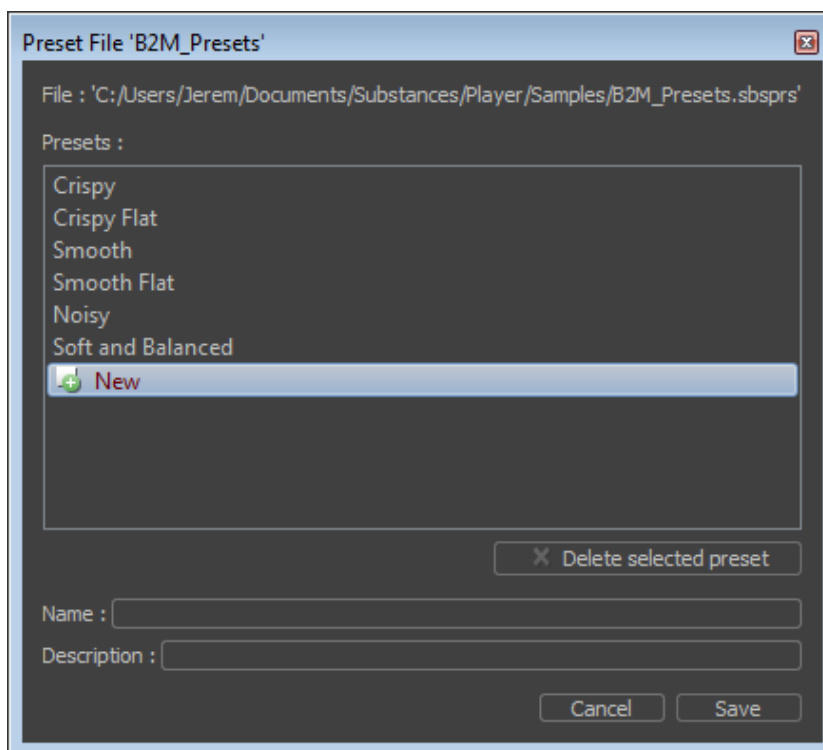 Preset File 'B2M_Presets'
File : 'C:/Users/Jerem/Documents/Substances/Player/Samples/B2M_Presets.sbsprs'
Presets :
Crispy
Crispy Flat
Smooth
Smooth Flat
Noisy
Soft and Balanced
New
Delete selected preset
Name :
Description :
Cancel Save